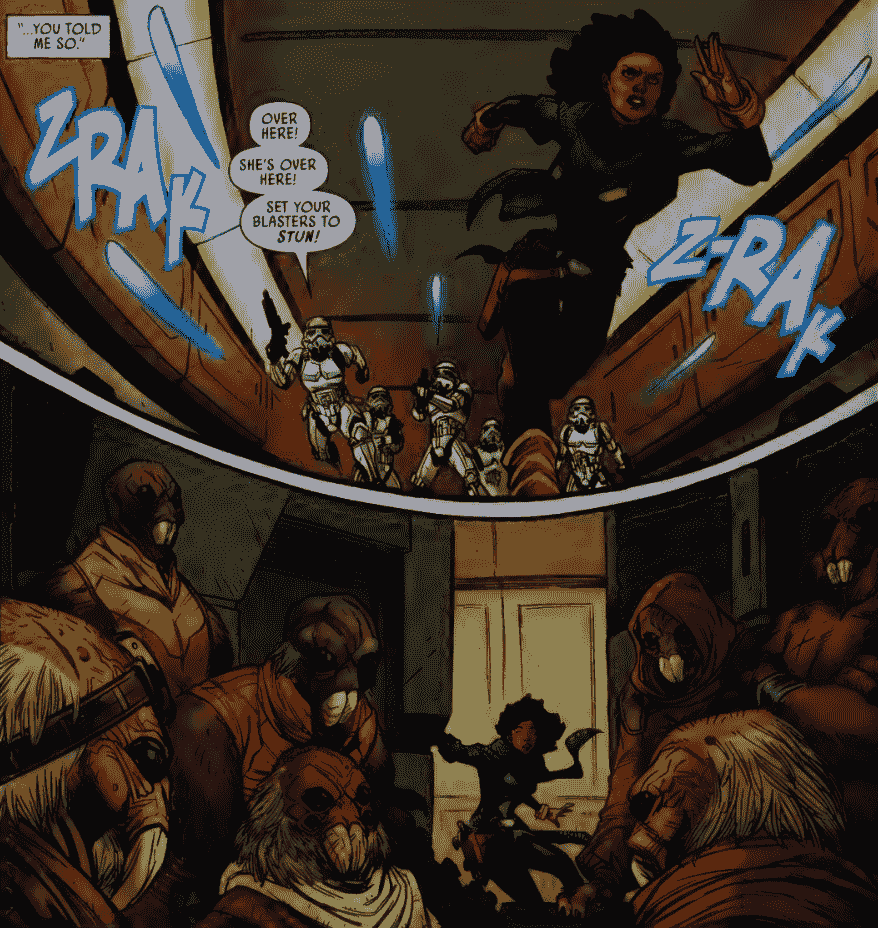 "...YOU TOLD
ME SO."
ZRAK
OVER
HERE!
SHE'S OVER
HERE!
SET YOUR
BLASTERS TO
STUN!
Z-RAK